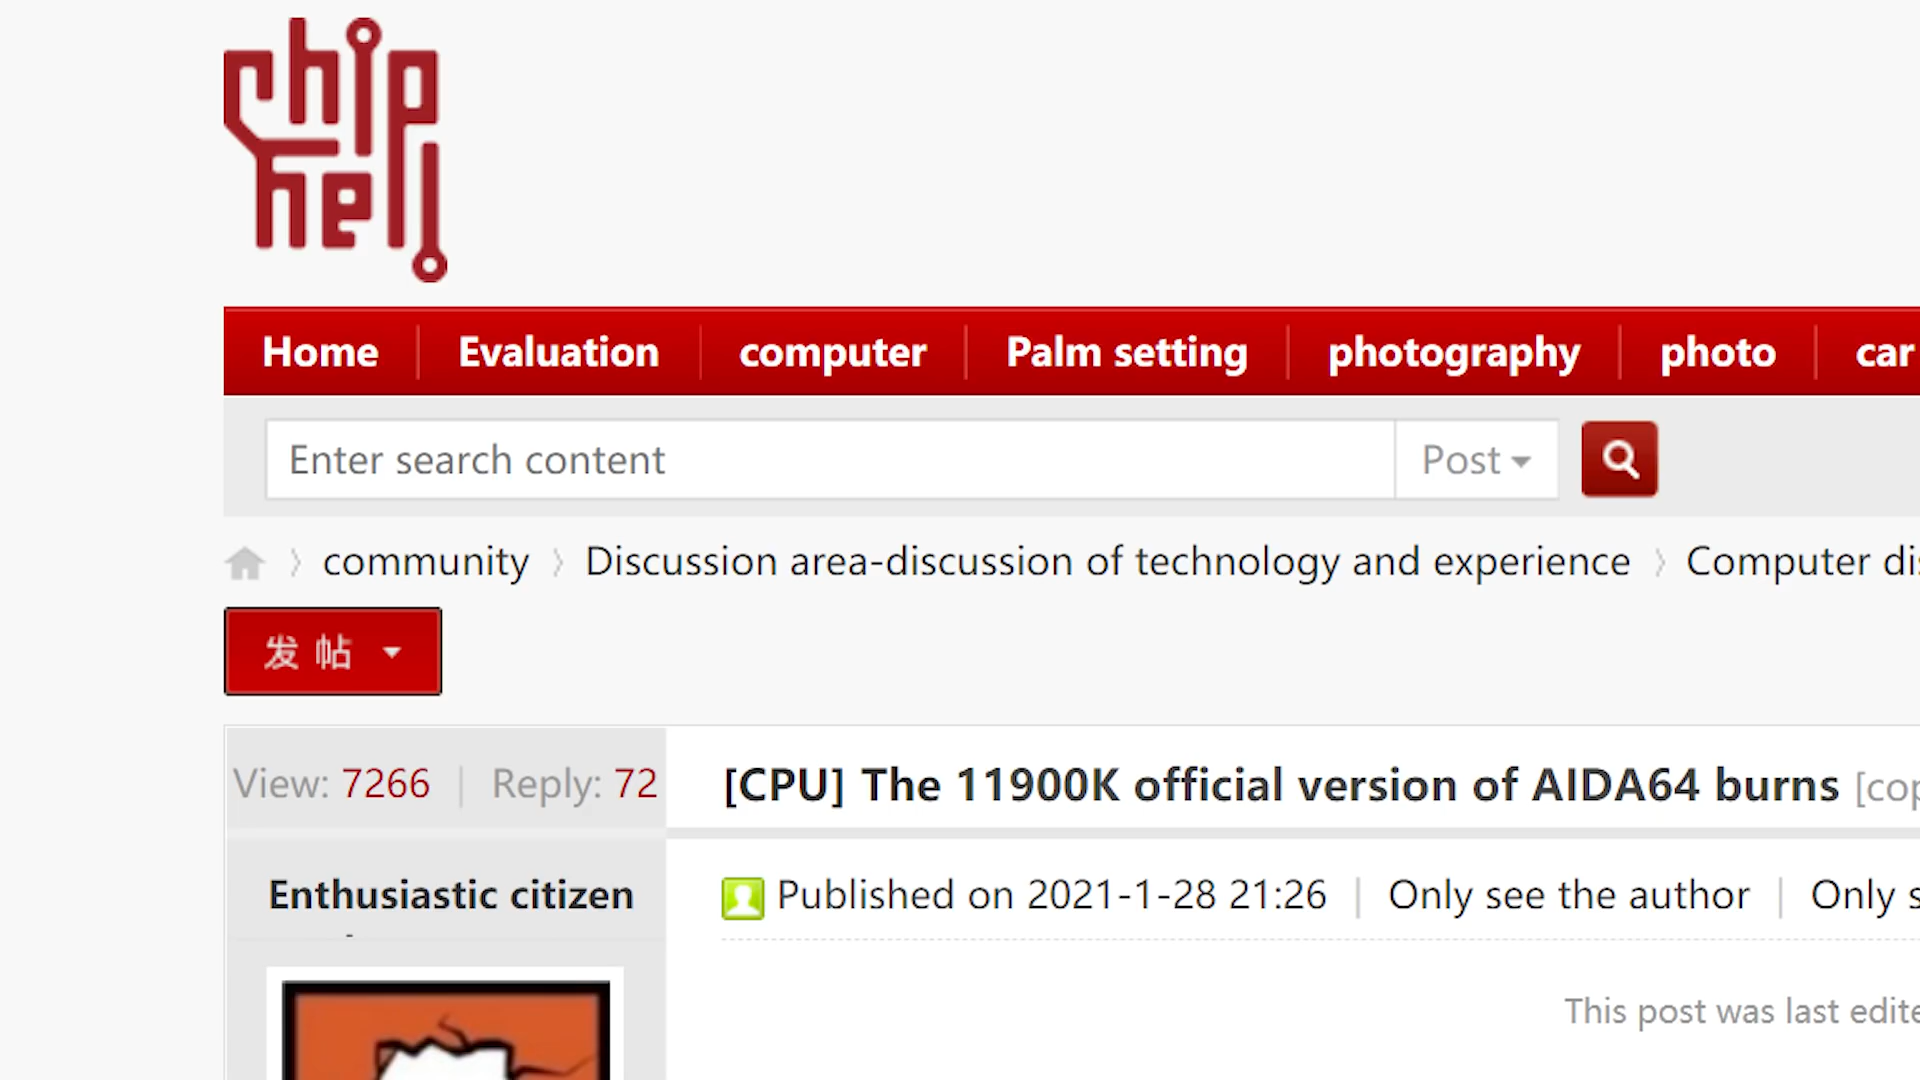 chip
hell
Home Evaluation computer Palm setting photography photo car
Enter search content Post
community Discussion area-discussion of technology and experience Computer
发帖
View: 7266 Reply: 72 [CPU] The 11900K official version of AIDA64 burns
Enthusiastic citizen Published on 2021-1-28 21:26 Only see the author Only
This post was last